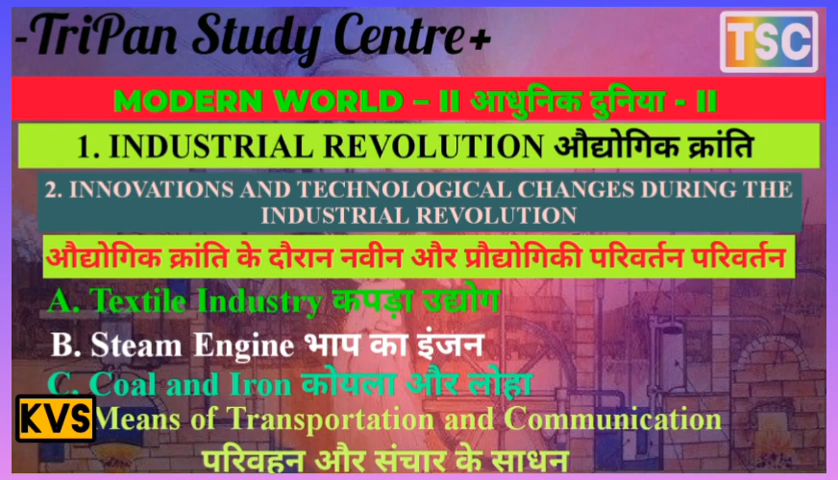 -TriPan Study Centre+
TSC
MODERN WORLD – II आधुनिक दुनिया - II
1. INDUSTRIAL REVOLUTION औद्योगिक क्रांति
2. INNOVATIONS AND TECHNOLOGICAL CHANGES DURING THE
INDUSTRIAL REVOLUTION
औद्योगिक क्रांति के दौरान नवीन और प्रौद्योगिकी परिवर्तन परिवर्तन
A. Textile Industry कपड़ा उद्योग
B. Steam Engine भाप का इंजन
C. Coal and Iron कोयला और लोहा
KVS Means of Transportation and Communication
परिवहन और संचार के साधन